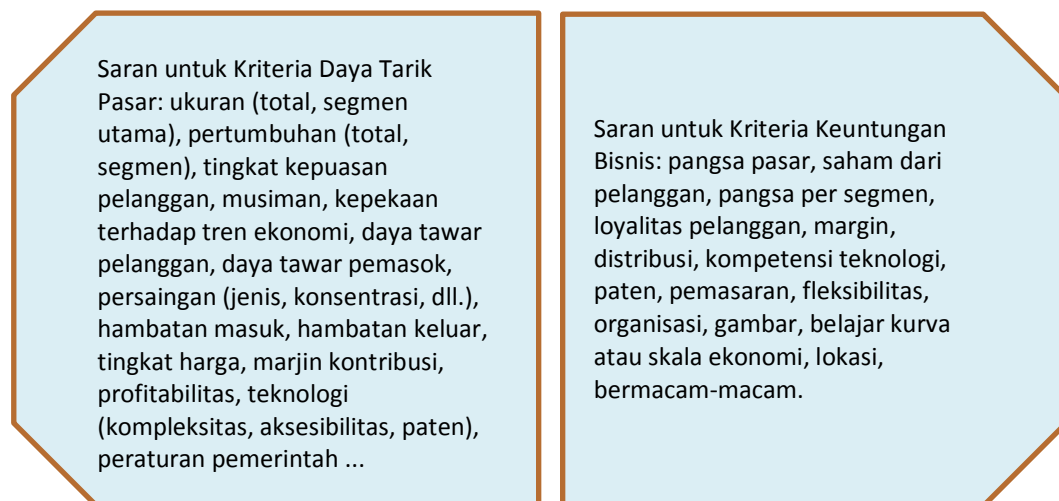 Saran untuk Kriteria Daya Tarik
Pasar: ukuran (total, segmen
utama), pertumbuhan (total,
segmen), tingkat kepuasan
pelanggan, musiman, kepekaan
terhadap tren ekonomi, daya tawar
pelanggan, daya tawar pemasok,
persaingan (jenis, konsentrasi, dll.),
hambatan masuk, hambatan keluar,
tingkat harga, marjin kontribusi,
profitabilitas, teknologi
(kompleksitas, aksesibilitas, paten),
peraturan pemerintah ...
Saran untuk Kriteria Keuntungan
Bisnis: pangsa pasar, saham dari
pelanggan, pangsa per segmen,
loyalitas pelanggan, margin,
distribusi, kompetensi teknologi,
paten, pemasaran, fleksibilitas,
organisasi, gambar, belajar kurva
atau skala ekonomi, lokasi,
bermacam-macam.